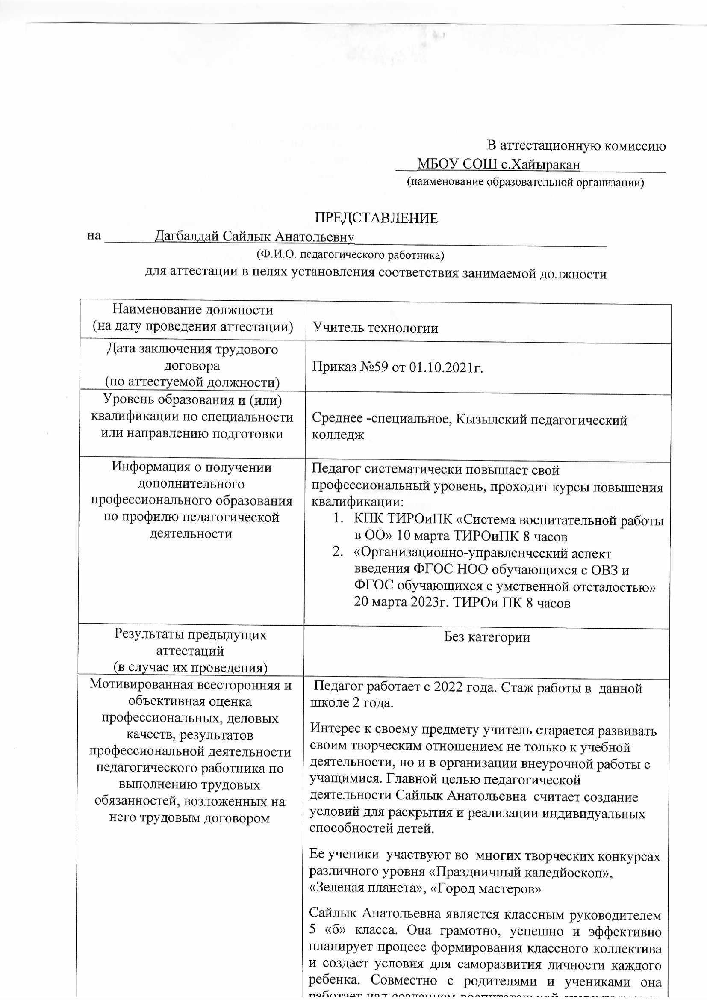 В аттестационную комиссию
МБОУ СОШ с.Хайыракан
(наименование образовательной организации)
ПРЕДСТАВЛЕНИЕ
на Дагбалдай Сайлык Анатольевну
(Ф.И.О. педагогического работника)
для аттестации в целях установления соответствия занимаемой должности
Наименование должности
(на дату проведения аттестации)
Учитель технологии
Дата заключения трудового
договора
(по аттестуемой должности)
Приказ №59 от 01.10.2021г.
Уровень образования и (или)
квалификации по специальности
или направлению подготовки
Среднее -специальное, Кызылский педагогический
колледж
Информация о получении
дополнительного
профессионального образования
по профилю педагогической
деятельности
Педагог систематически повышает свой
профессиональный уровень, проходит курсы повышения
квалификации:
1. КПК ТИРОиПК «Система воспитательной работы
в ОО» 10 марта ТИРОиПК 8 часов
2. «Организационно-управленческий аспект
введения ФГОС НОО обучающихся с ОВЗ и
ФГОС обучающихся с умственной отсталостью»
20 марта 2023г. ТИРОи ПК 8 часов
Результаты предыдущих
аттестаций
(в случае их проведения)
Без категории
Мотивированная всесторонняя и
объективная оценка
профессиональных, деловых
качеств, результатов
профессиональной деятельности
педагогического работника по
выполнению трудовых
обязанностей, возложенных на
него трудовым договором
Педагог работает с 2022 года. Стаж работы в данной
школе 2 года.
Интерес к своему предмету учитель старается развивать
своим творческим отношением не только к учебной
деятельности, но и в организации внеурочной работы с
учащимися. Главной целью педагогической
деятельности Сайлык Анатольевна считает создание
условий для раскрытия и реализации индивидуальных
способностей детей.
Ее ученики участвуют во многих творческих конкурсах
различного уровня «Праздничный каледйоскоп»,
«Зеленая планета», «Город мастеров»
Сайлык Анатольевна является классным руководителем
5 «б» класса. Она грамотно, успешно и эффективно
планирует процесс формирования классного коллектива
и создает условия для саморазвития личности каждого
ребенка. Совместно с родителями и учениками она
работает над созданием воспитательной системы класса.